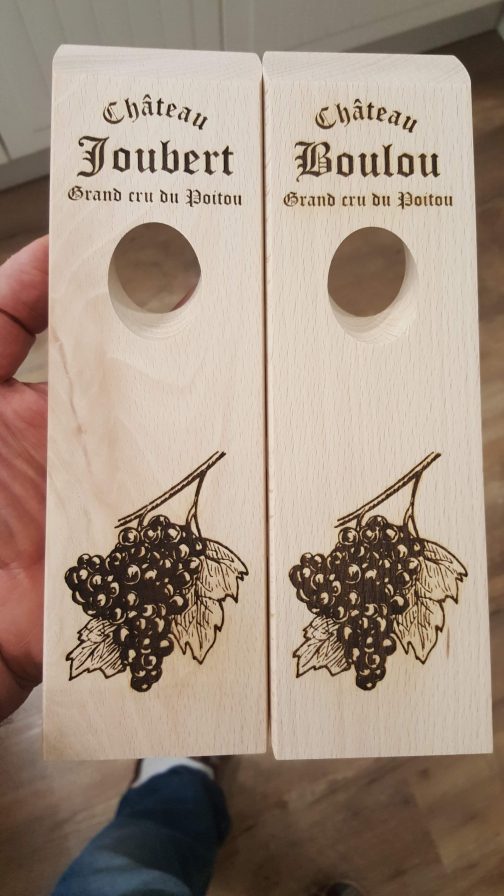 Château
Joubert
Grand cru du Poitou
Château
Boulou
Grand cru du Poitou